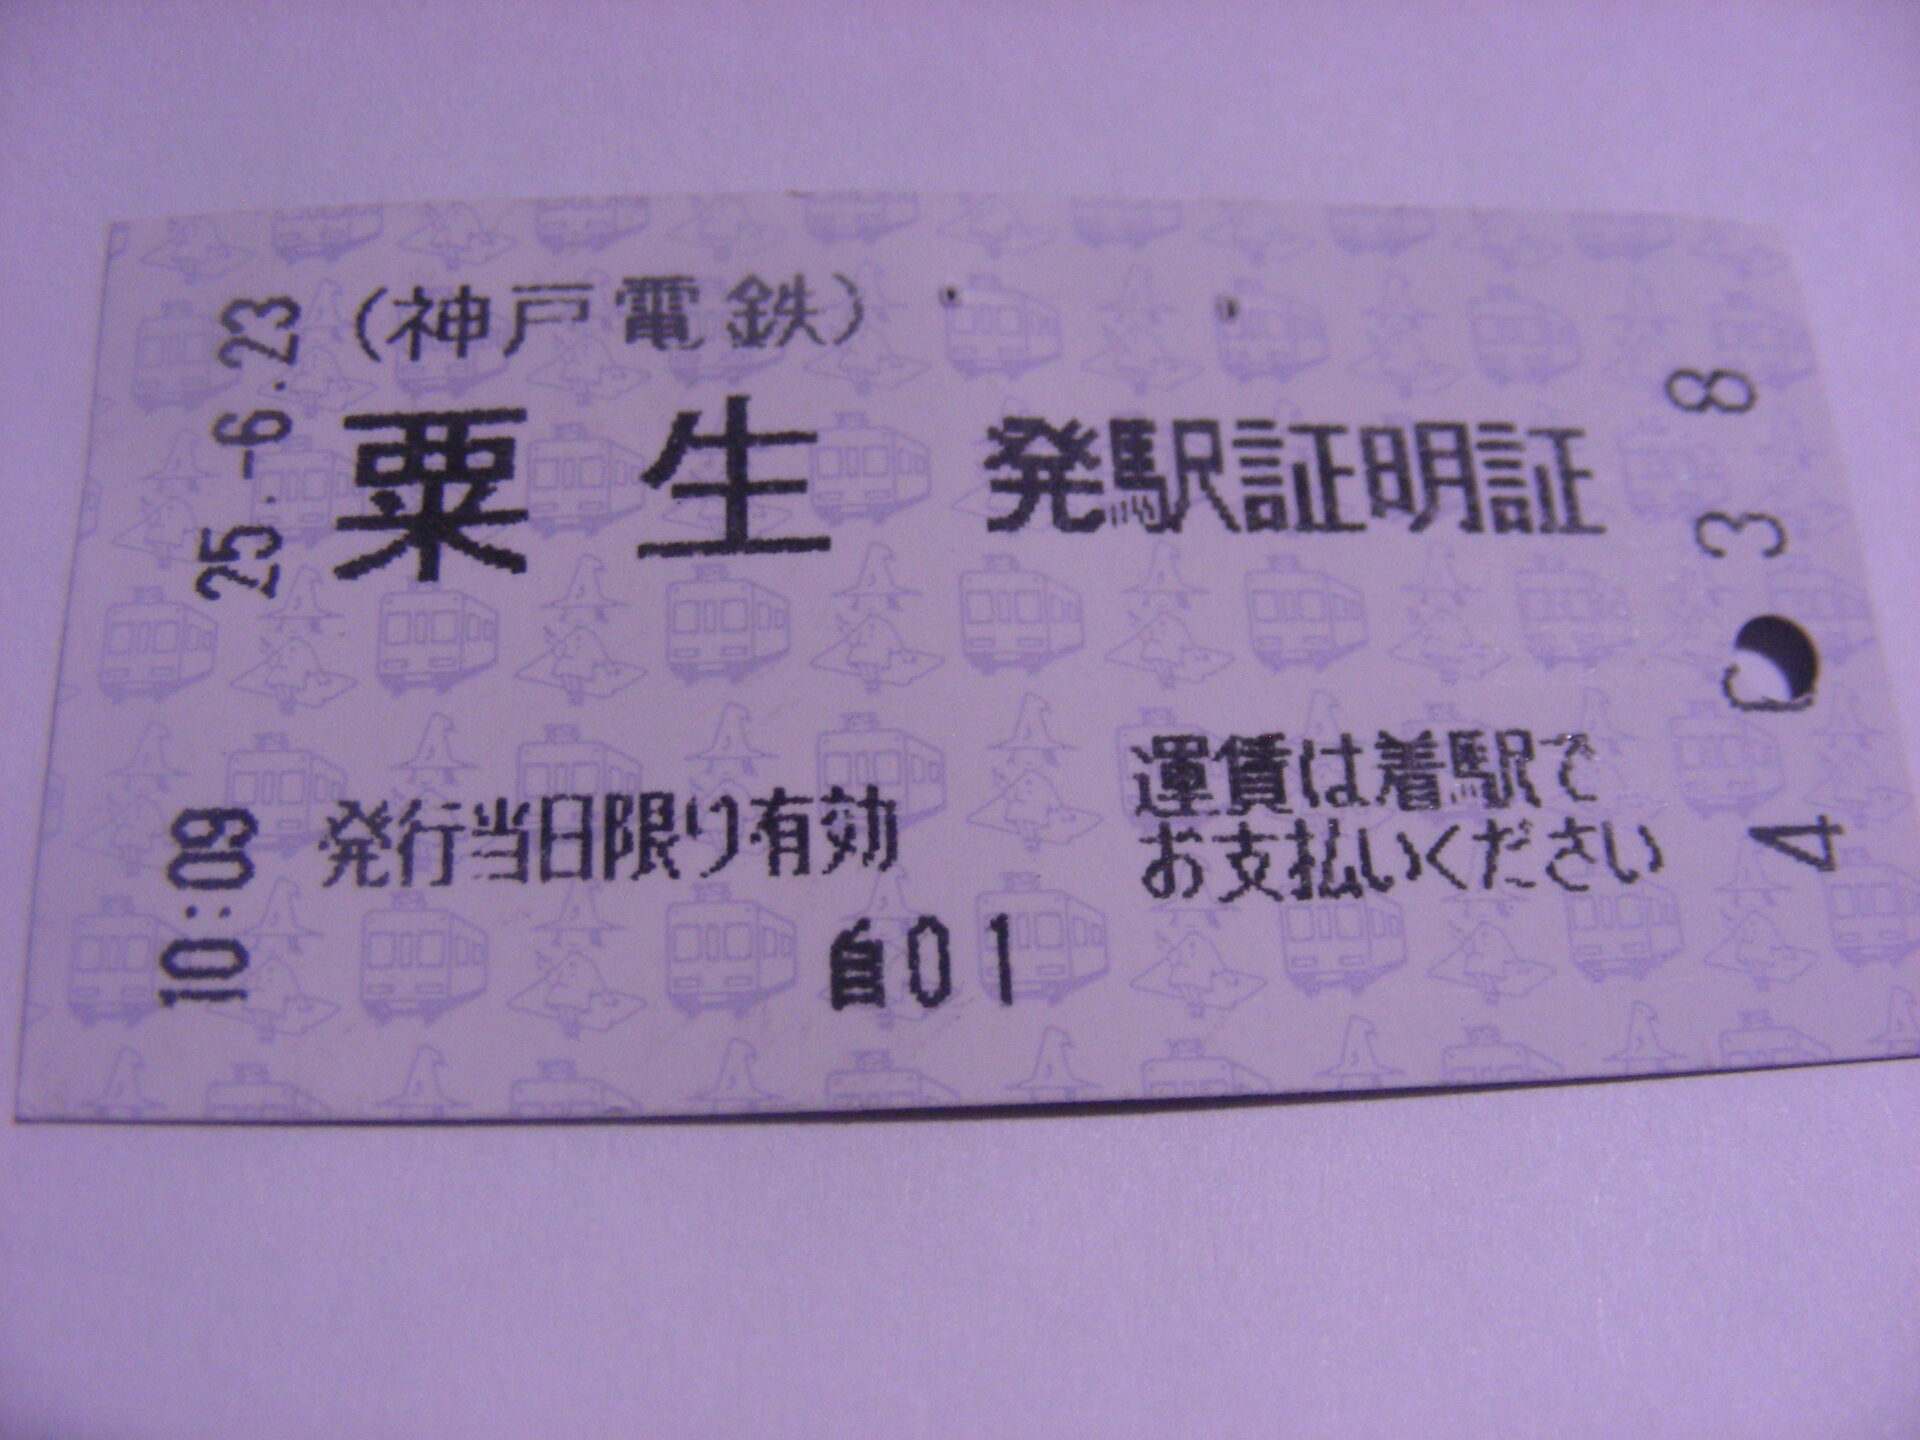 25.-6.23
10:09
(神戸電鉄)
粟生 発駅証明証
発行当日限り有効
運賃は着駅で
お支払いください
自01
4 3 8